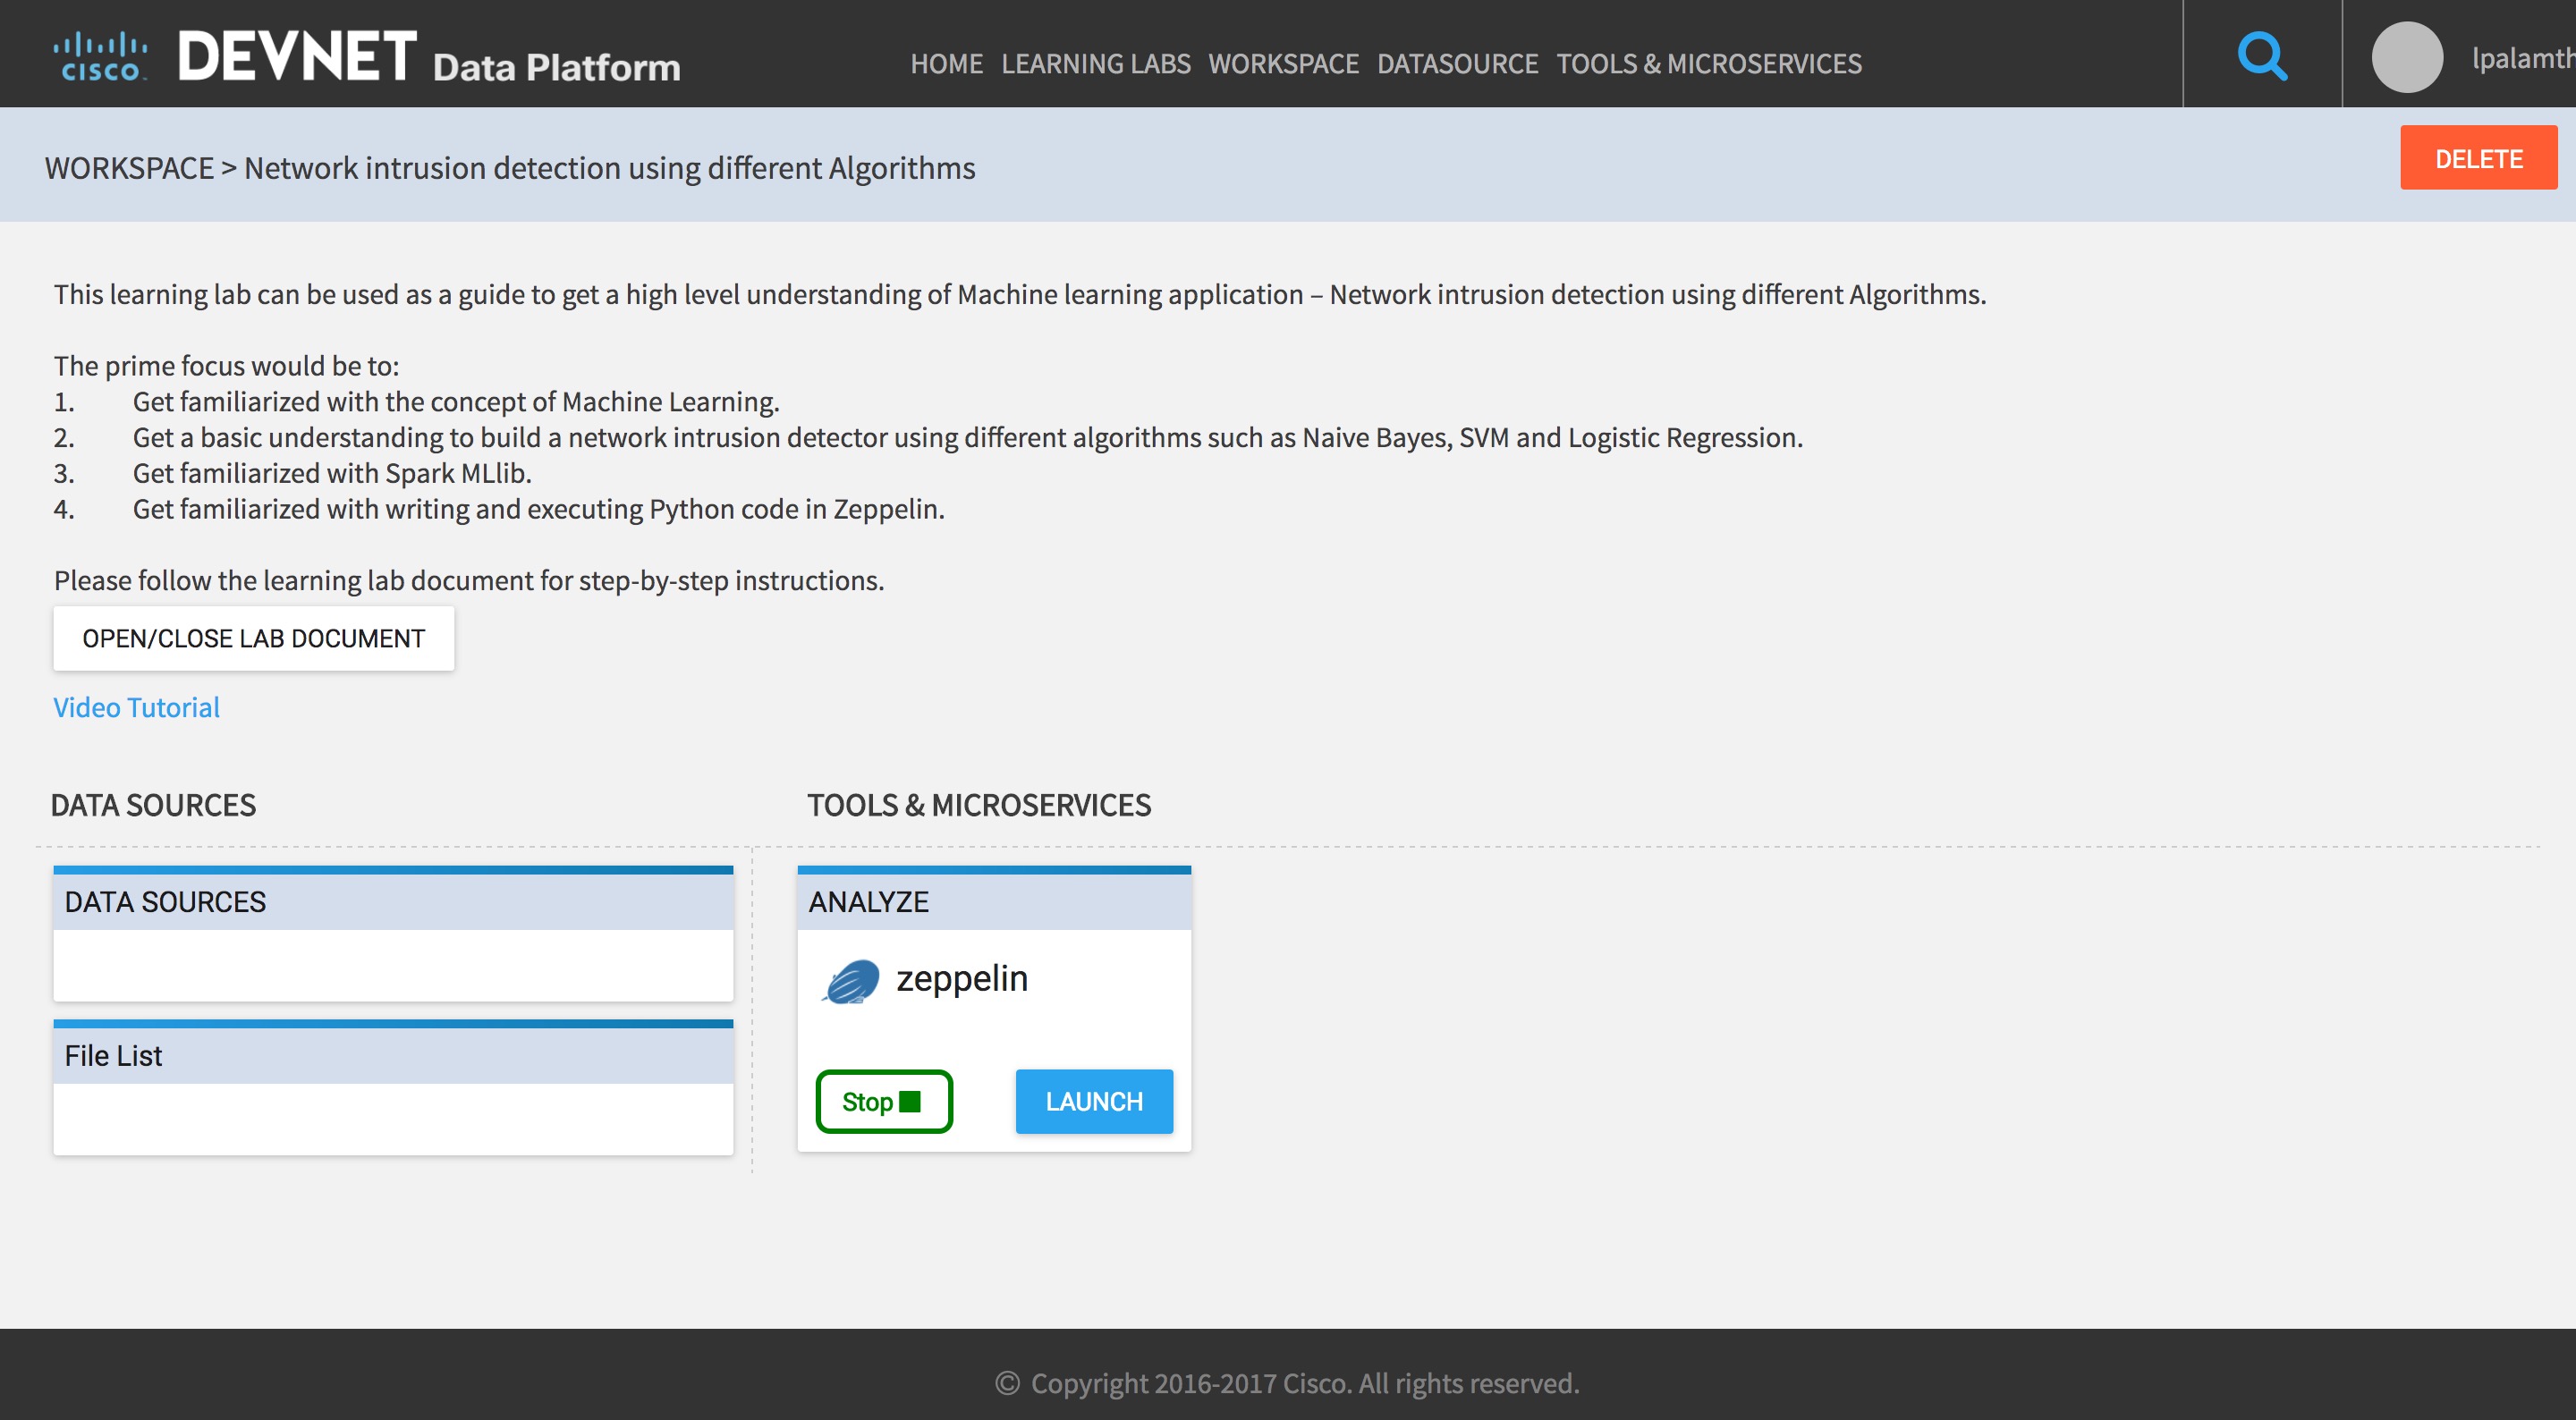 CISCO DEVNET Data Platform
HOME LEARNING LABS WORKSPACE DATASOURCE TOOLS & MICROSERVICES
lpalamth
WORKSPACE > Network intrusion detection using different Algorithms
DELETE
This learning lab can be used as a guide to get a high level understanding of Machine learning application – Network intrusion detection using different Algorithms.
The prime focus would be to:
1. Get familiarized with the concept of Machine Learning.
2. Get a basic understanding to build a network intrusion detector using different algorithms such as Naive Bayes, SVM and Logistic Regression.
3. Get familiarized with Spark MLlib.
4. Get familiarized with writing and executing Python code in Zeppelin.
Please follow the learning lab document for step-by-step instructions.
OPEN/CLOSE LAB DOCUMENT
Video Tutorial
DATA SOURCES
TOOLS & MICROSERVICES
DATA SOURCES
File List
ANALYZE
zeppelin
Stop
LAUNCH
© Copyright 2016-2017 Cisco. All rights reserved.